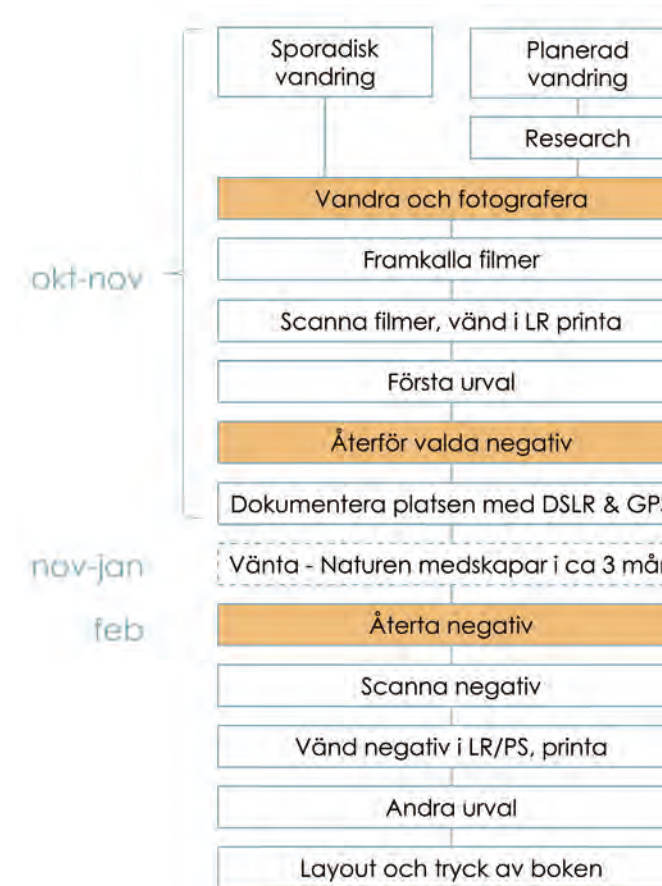 Sporadisk
vandring
Planerad
vandring
Research
Vandra och fotografera
Framkalla filmer
okt-nov
Scanna filmer, vänd i LR printa
Första urval
Återför valda negativ
Dokumentera platsen med DSLR & GPS
nov-jan
Vänta - Naturen medskapar i ca 3 mån
feb
Återta negativ
Scanna negativ
Vänd negativ i LR/PS, printa
Andra urval
Layout och tryck av boken